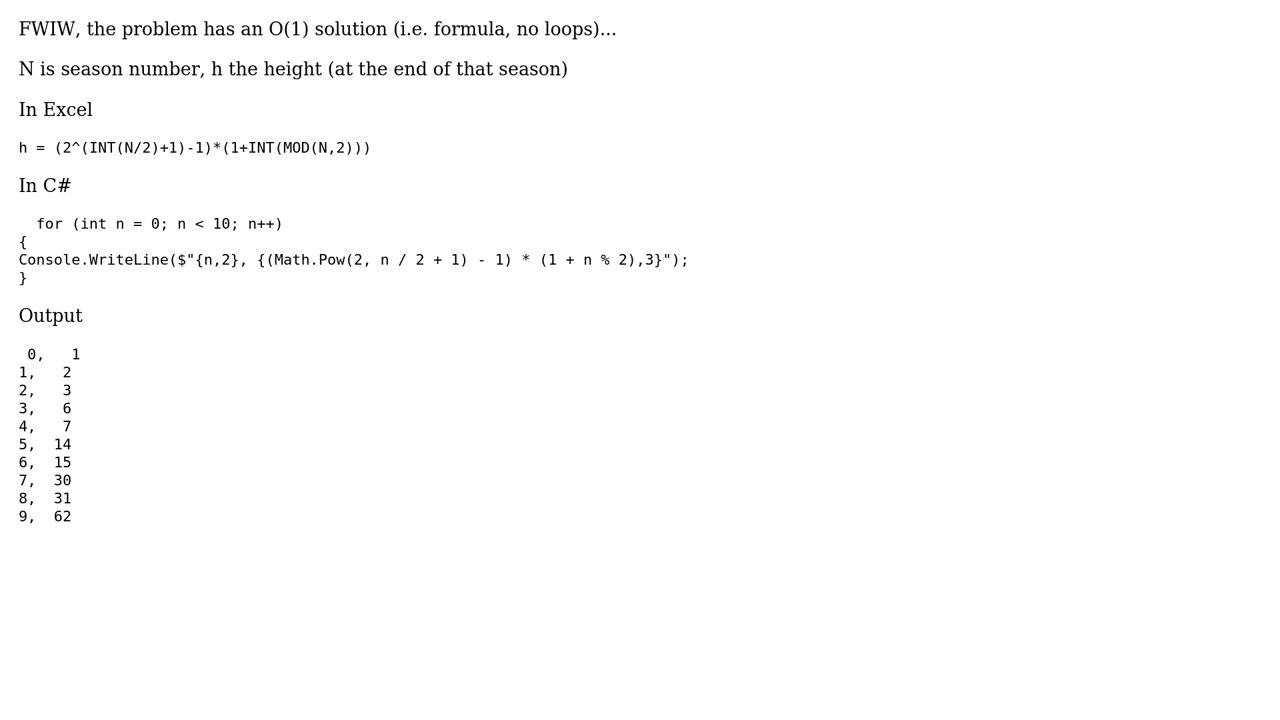 FWIW, the problem has an O(1) solution (i.e. formula, no loops)...
N is season number, h the height (at the end of that season)
In Excel
h = (2^(INT(N/2)+1)-1)*(1+INT(MOD(N,2)))
In C#
  for (int n = 0; n < 10; n++)
{
Console.WriteLine($"{n,2}, {(Math.Pow(2, n / 2 + 1) - 1) * (1 + n % 2),3}");
}
Output
 0,   1
1,   2
2,   3
3,   6
4,   7
5,  14
6,  15
7,  30
8,  31
9,  62